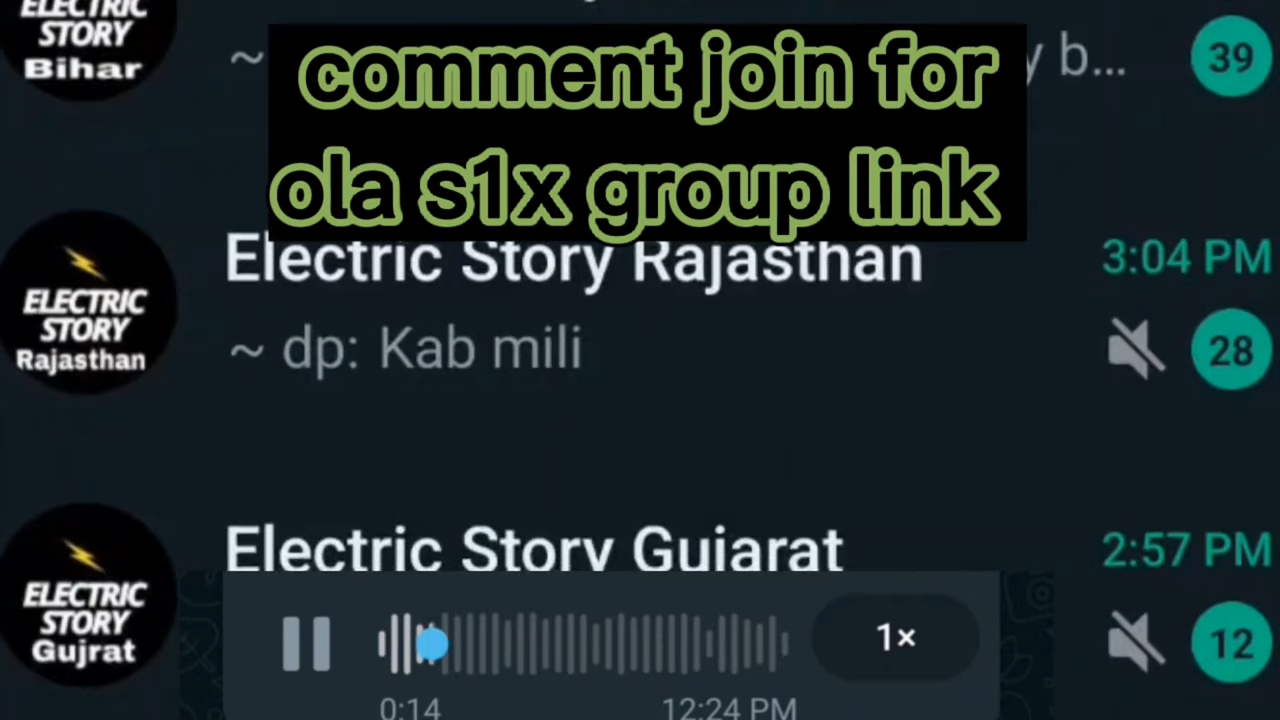 ELECTRIC
STORY
Bihar
~
y b...
39
comment join for
ola s1x group link
ELECTRIC
STORY
Rajasthan
Electric Story Rajasthan
3:04 PM
~ dp: Kab mili
28
ELECTRIC
STORY
Gujrat
Electric Story Gujarat
2:57 PM
12
1×
0:14
12:24 PM